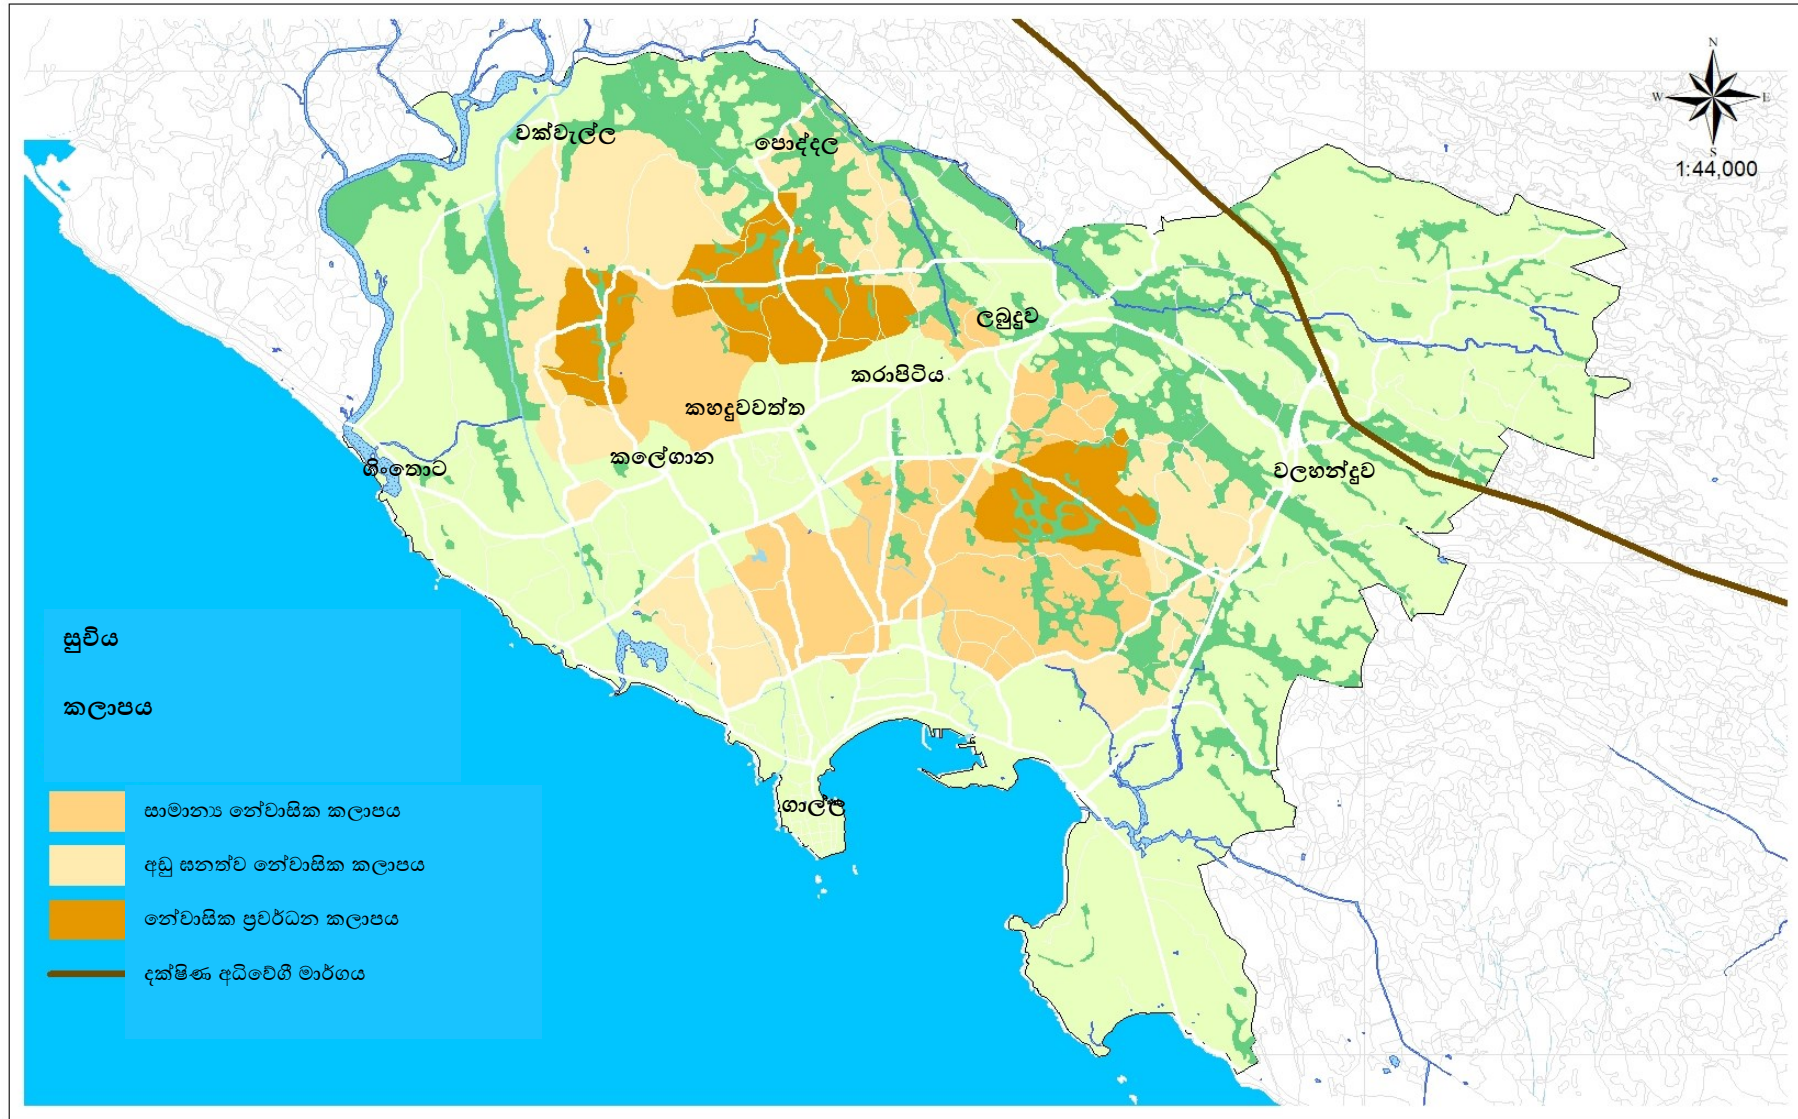 N
W E
S
1:44,000
වක්වැල්ල
පොද්දල
ලබුදූව
කරාපිටිය
කහදූවවත්ත
කලේගාන
ගිංතොට
වලහන්දූව
ගාල්ල
සූචිය
කලාපය
සාමාන්‍ය නේවාසික කලාපය
අඩු ඝනත්ව නේවාසික කලාපය
නේවාසික ප්‍රවර්ධන කලාපය
දක්ෂිණ අධිවේගී මාර්ගය